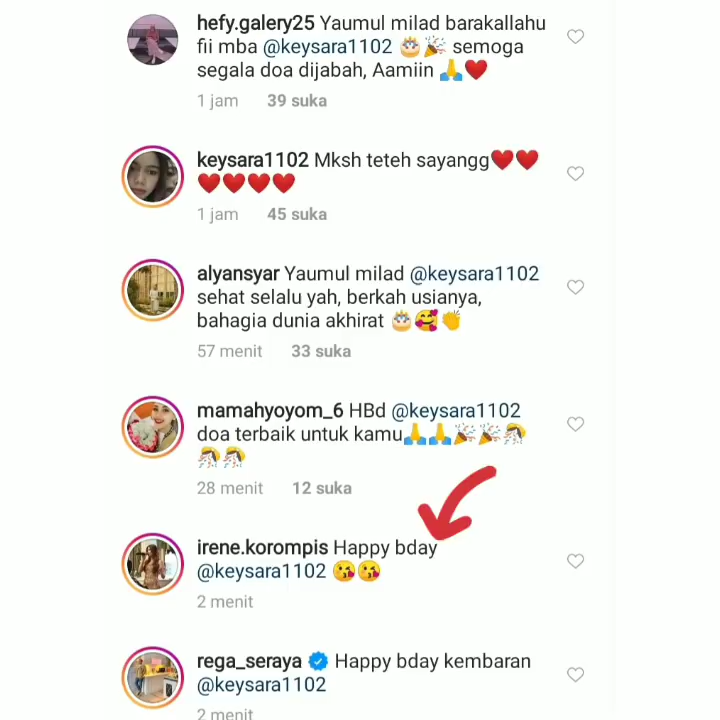 hefy.galery25 Yaumul milad barakallahu
fii mba @keysara1102 🎂🎉 semoga
segala doa dijabah, Aamiin 🙏❤️
1 jam 39 suka
keysara1102 Mksh teteh sayangg❤️❤️
❤️❤️❤️❤️
1 jam 45 suka
alyansyar Yaumul milad @keysara1102
sehat selalu yah, berkah usianya,
bahagia dunia akhirat 🎂🥰👏
57 menit 33 suka
mamahyoyom_6 HBd @keysara1102
doa terbaik untuk kamu🙏🙏🎉🎉🎊
🎊🎊
28 menit 12 suka
irene.korompis Happy bday
@keysara1102 😘😘
2 menit
rega_seraya Happy bday kembaran
@keysara1102
2 menit